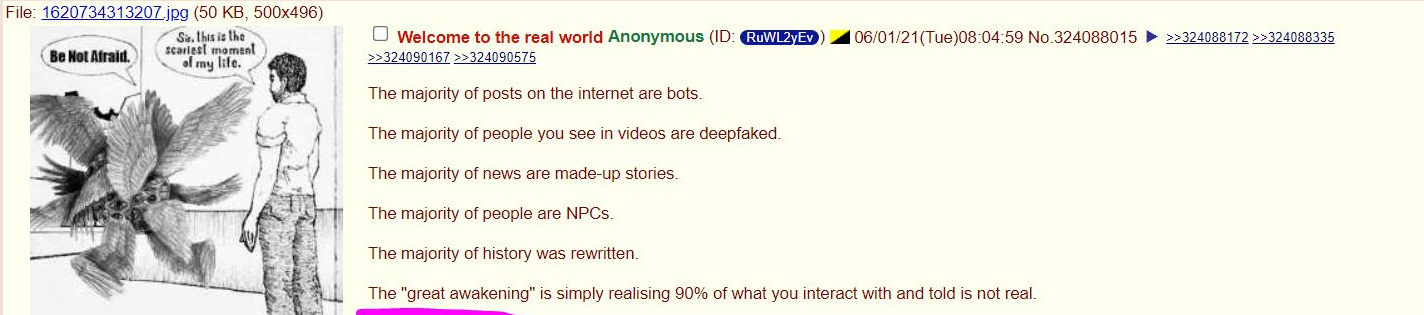 File: 1620734313207.jpg (50 KB, 500x496)
Be Not Afraid.
Sir, this is the
scariest moment
of my life.
Welcome to the real world Anonymous (ID: RuWL2yEv) 06/01/21(Tue)08:04:59 No.324088015 ▶ >>324088172 >>324088335
>>324090167 >>324090575
The majority of posts on the internet are bots.
The majority of people you see in videos are deepfaked.
The majority of news are made-up stories.
The majority of people are NPCs.
The majority of history was rewritten.
The "great awakening" is simply realising 90% of what you interact with and told is not real.